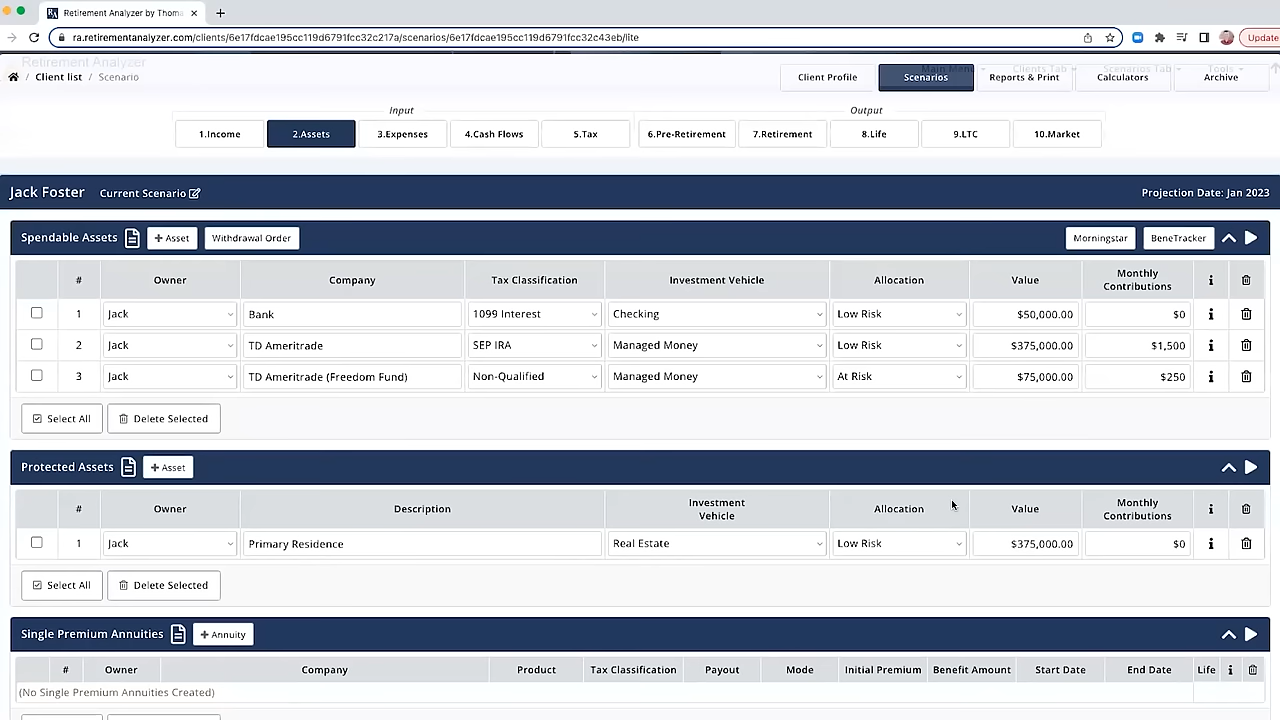 Retirement Analyzer by Thoma
ra.retirementanalyzer.com/clients/6e17fdcae195cc119d6791fcc32c217a/scenarios/6e17fdcae195cc119d6791fcc32c43eb/lite
Update
Retirement Analyzer
Main Menu Clients Tab Scenarios Tab Tools
Client list / Scenario
Client Profile Scenarios Reports & Print Calculators Archive
Input Output
1.Income 2.Assets 3.Expenses 4.Cash Flows 5.Tax 6.Pre-Retirement 7.Retirement 8.Life 9.LTC 10.Market
Jack Foster Current Scenario Projection Date: Jan 2023
Spendable Assets + Asset Withdrawal Order Morningstar BeneTracker
# Owner Company Tax Classification Investment Vehicle Allocation Value Monthly
Contributions
1 Jack Bank 1099 Interest Checking Low Risk $50,000.00 $0
2 Jack TD Ameritrade SEP IRA Managed Money Low Risk $375,000.00 $1,500
3 Jack TD Ameritrade (Freedom Fund) Non-Qualified Managed Money At Risk $75,000.00 $250
Select All Delete Selected
Protected Assets + Asset
# Owner Description Investment
Vehicle Allocation Value Monthly
Contributions
1 Jack Primary Residence Real Estate Low Risk $375,000.00 $0
Select All Delete Selected
Single Premium Annuities + Annuity
# Owner Company Product Tax Classification Payout Mode Initial Premium Benefit Amount Start Date End Date Life
(No Single Premium Annuities Created)